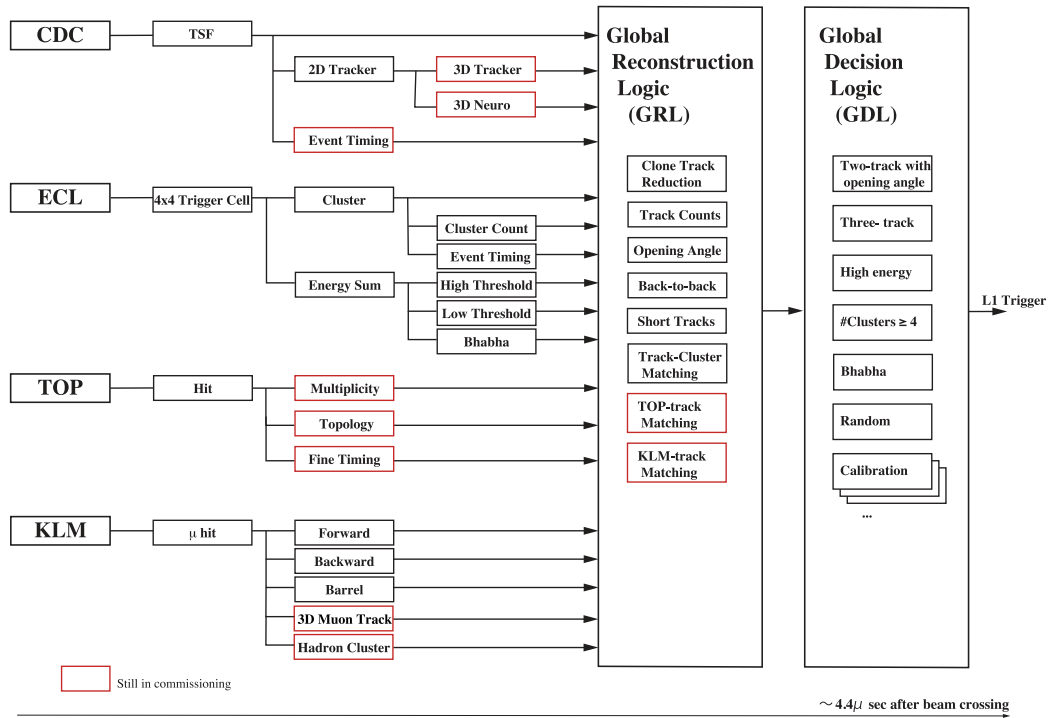 CDC
TSF
2D Tracker
3D Tracker
3D Neuro
Event Timing
ECL
4x4 Trigger Cell
Cluster
Cluster Count
Event Timing
Energy Sum
High Threshold
Low Threshold
Bhabha
TOP
Hit
Multiplicity
Topology
Fine Timing
KLM
μ hit
Forward
Backward
Barrel
3D Muon Track
Hadron Cluster
Global
Reconstruction
Logic
(GRL)
Clone Track
Reduction
Track Counts
Opening Angle
Back-to-back
Short Tracks
Track-Cluster
Matching
TOP-track
Matching
KLM-track
Matching
Global
Decision
Logic
(GDL)
Two-track with
opening angle
Three- track
High energy
#Clusters ≥ 4
Bhabha
Random
Calibration
...
L1 Trigger
Still in commissioning
~4.4μ sec after beam crossing